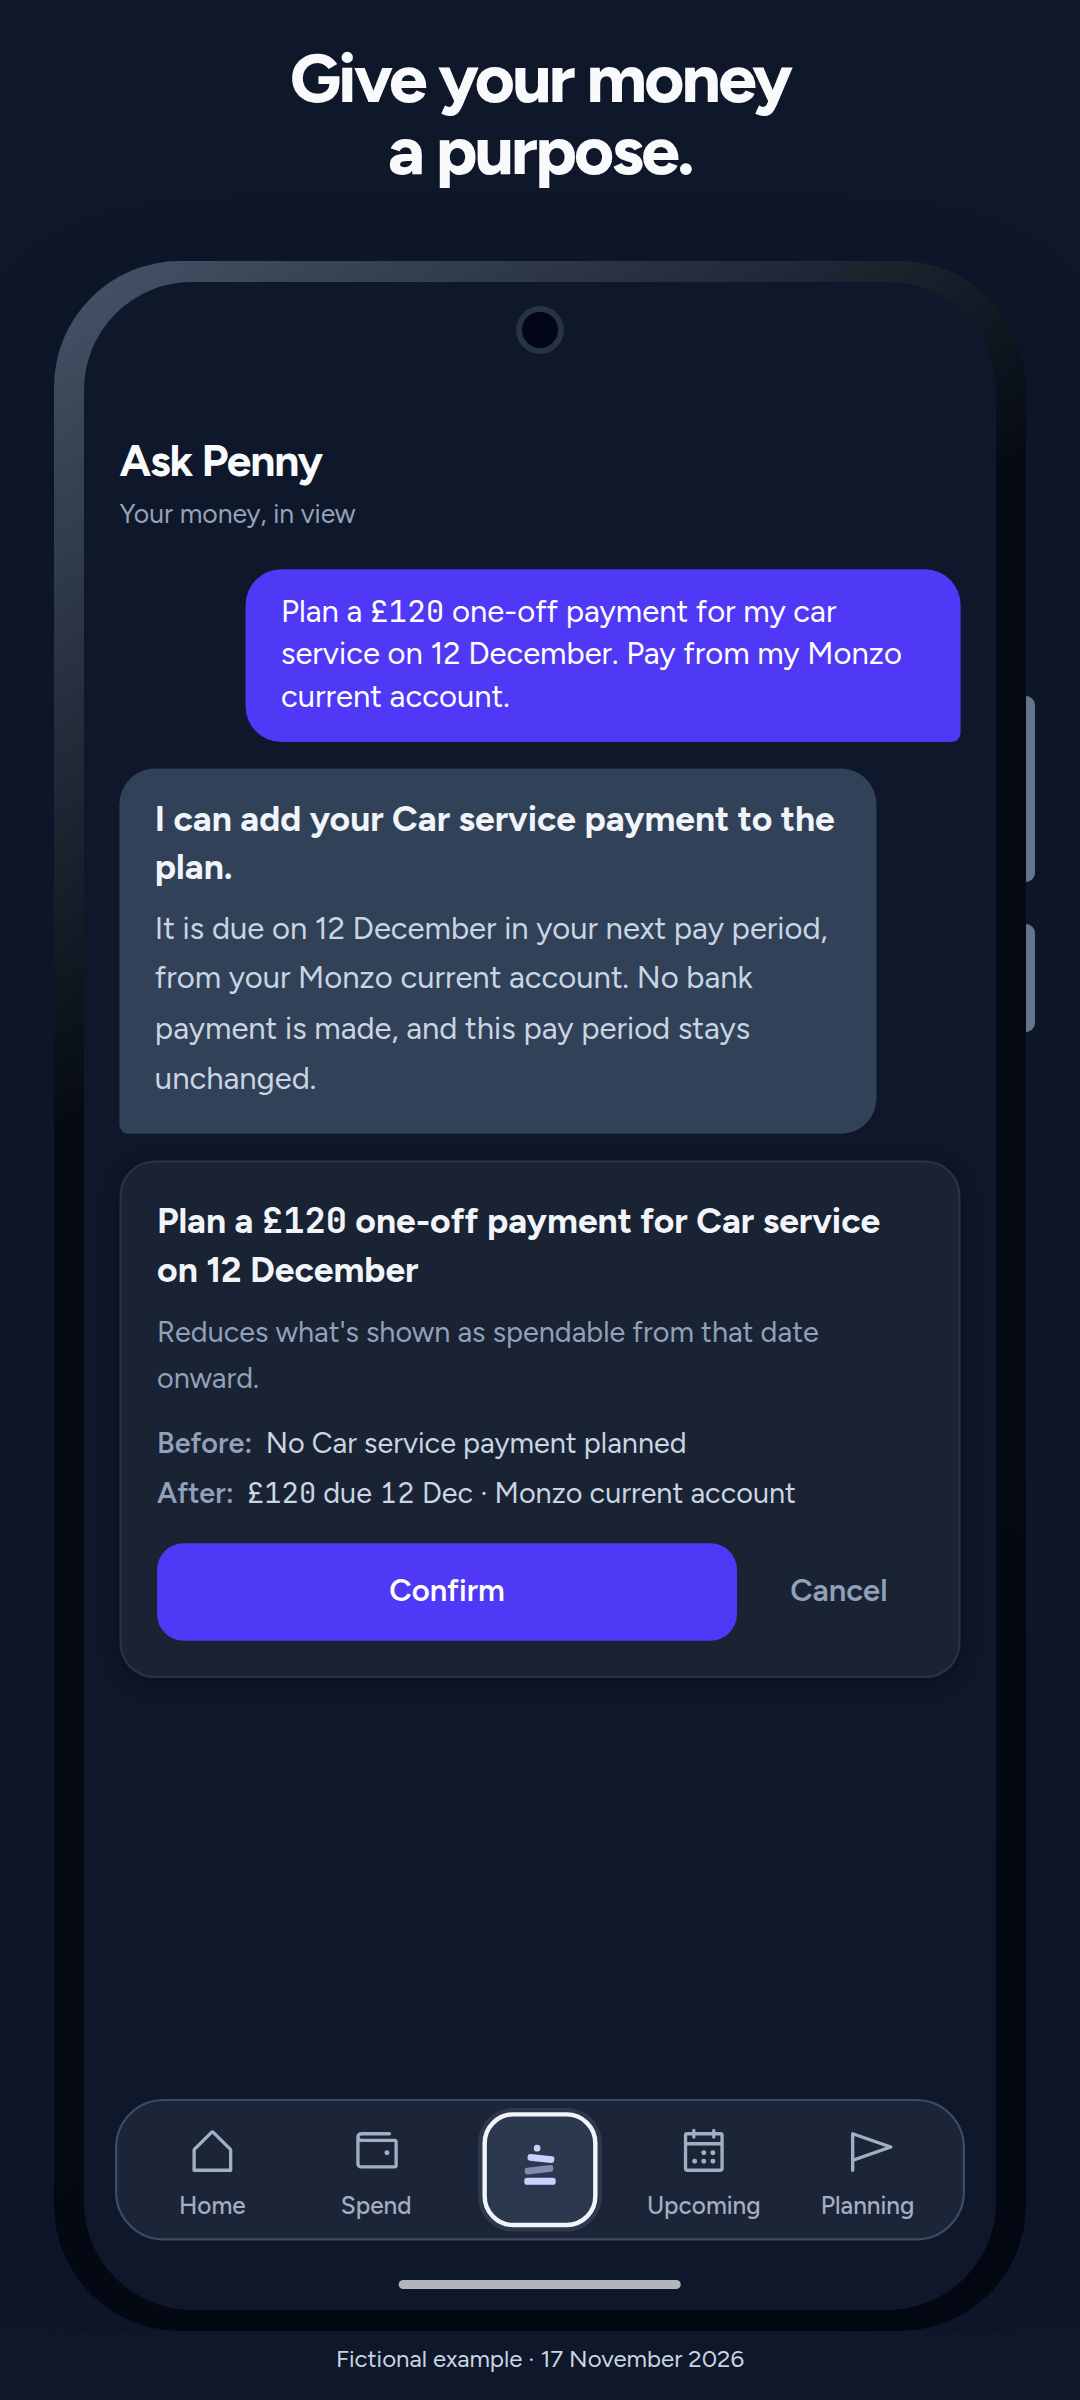 Give your money
a purpose.
Ask Penny
Your money, in view
Plan a £120 one-off payment for my car
service on 12 December. Pay from my Monzo
current account.
I can add your Car service payment to the
plan.
It is due on 12 December in your next pay period,
from your Monzo current account. No bank
payment is made, and this pay period stays
unchanged.
Plan a £120 one-off payment for Car service
on 12 December
Reduces what's shown as spendable from that date
onward.
Before: No Car service payment planned
After: £120 due 12 Dec · Monzo current account
Confirm
Cancel
Home
Spend
Upcoming
Planning
Fictional example · 17 November 2026